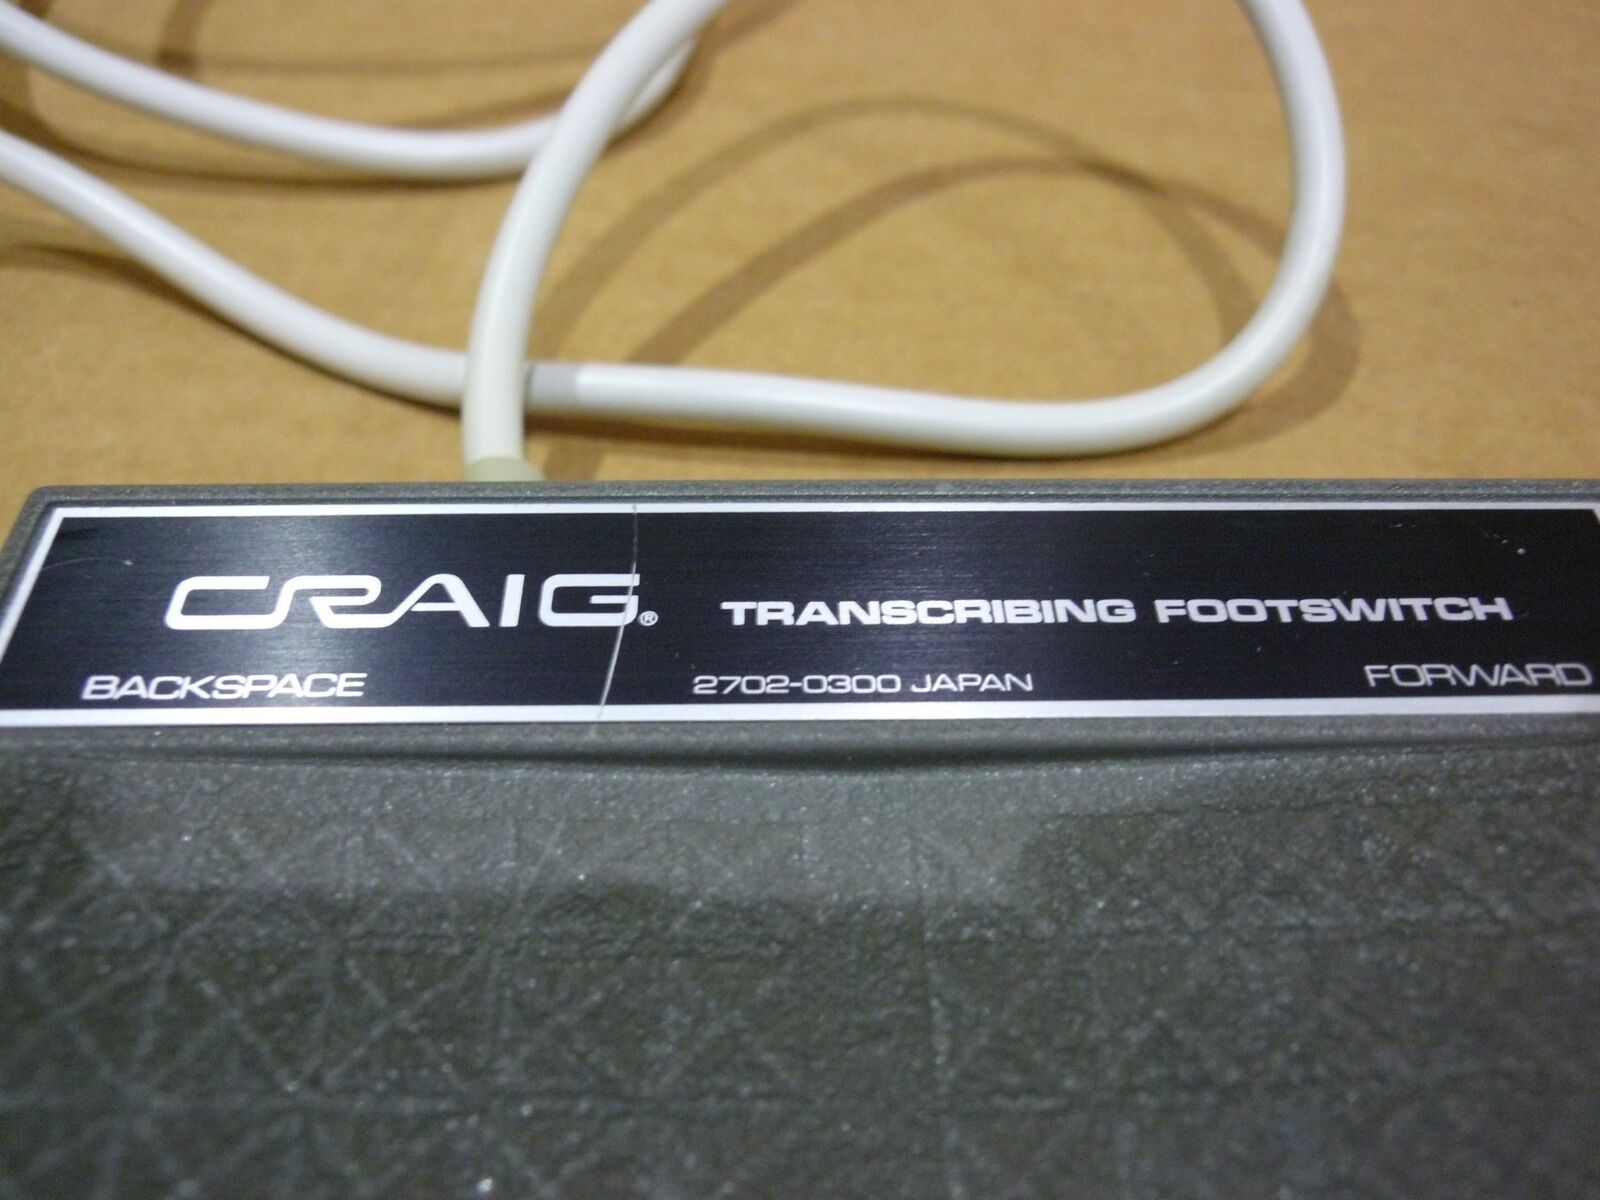 CRAIG® TRANSCRIBING FOOTSWITCH
BACKSPACE 2702-0300 JAPAN FORWARD